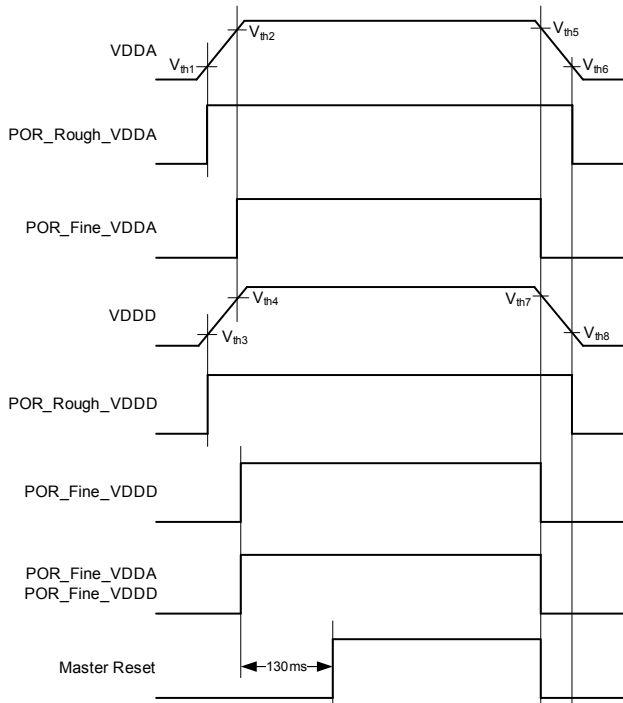 VDDA
Vth1
Vth2
Vth5
Vth6
POR_Rough_VDDA
POR_Fine_VDDA
VDDD
Vth3
Vth4
Vth7
Vth8
POR_Rough_VDDD
POR_Fine_VDDD
POR_Fine_VDDA
POR_Fine_VDDD
Master Reset
130ms